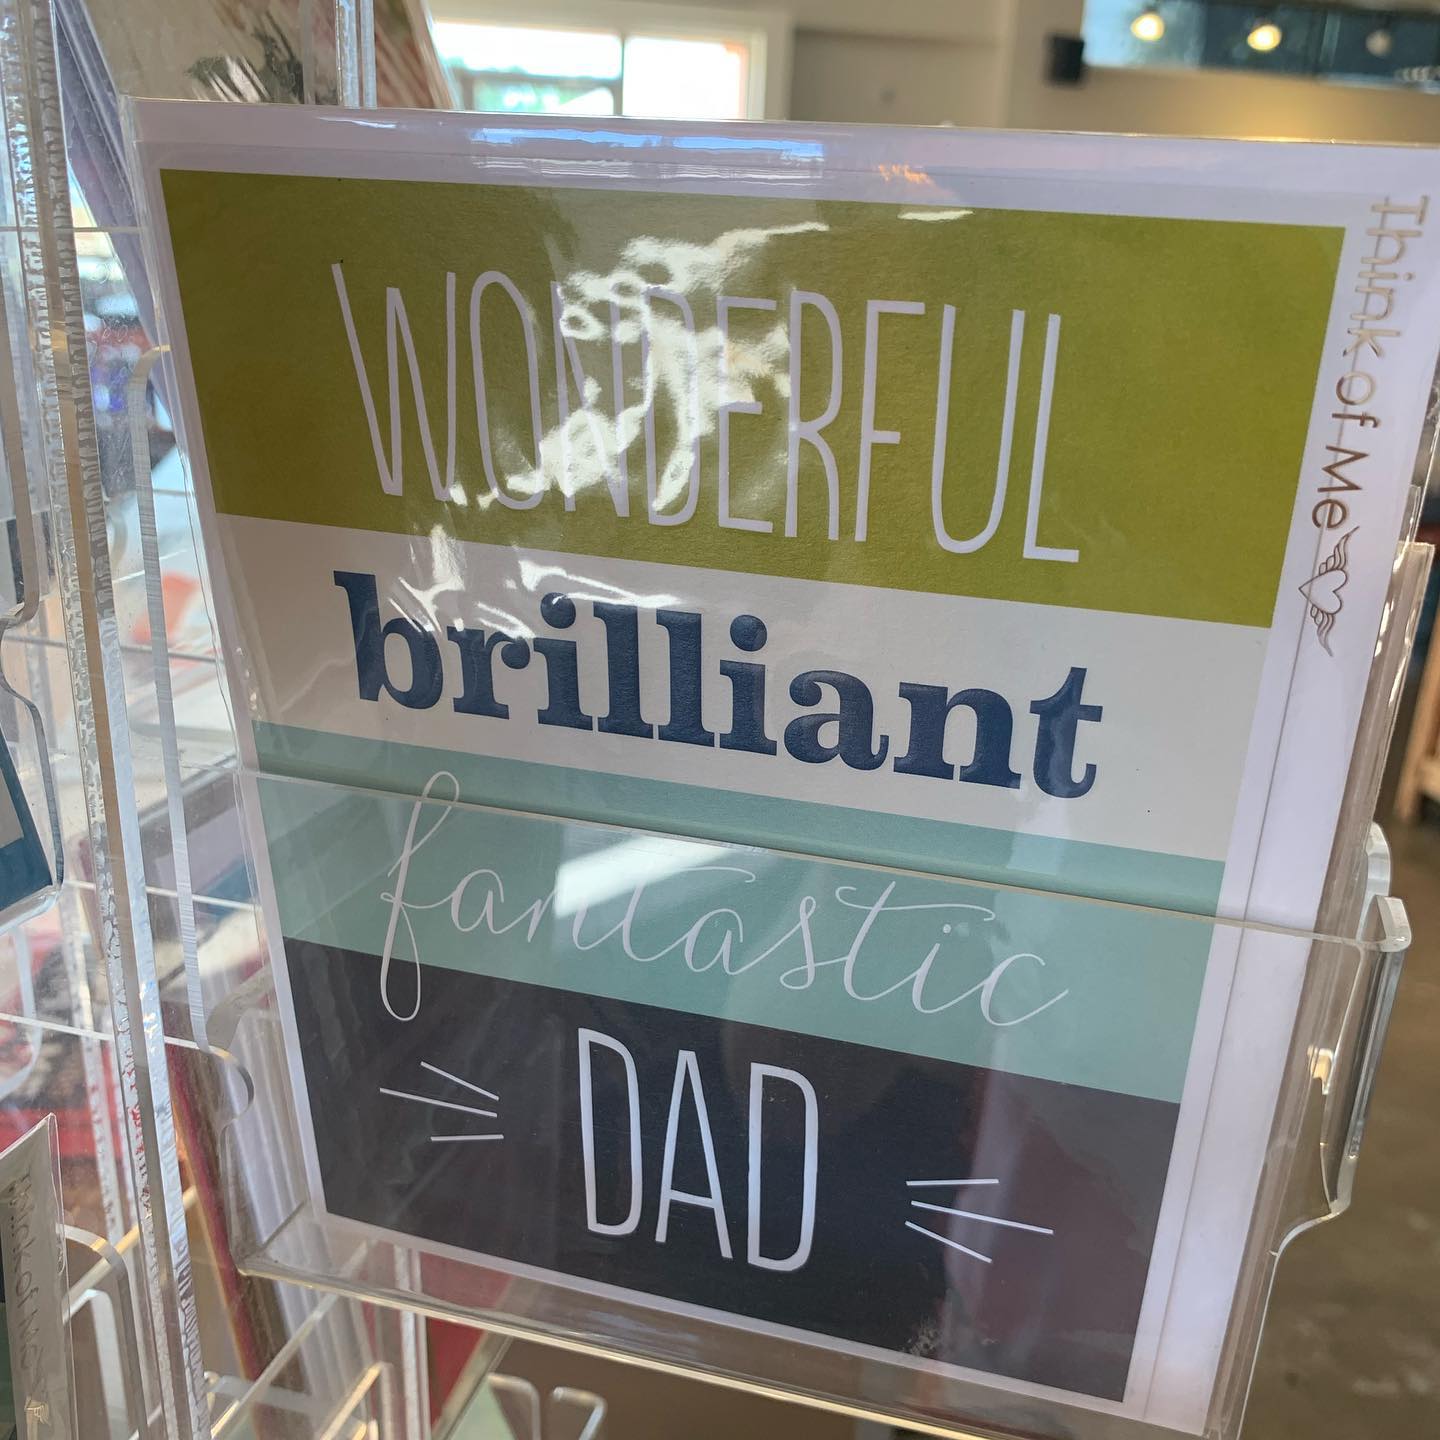 WONDERFUL
brilliant
fantastic
DAD
Think of Me